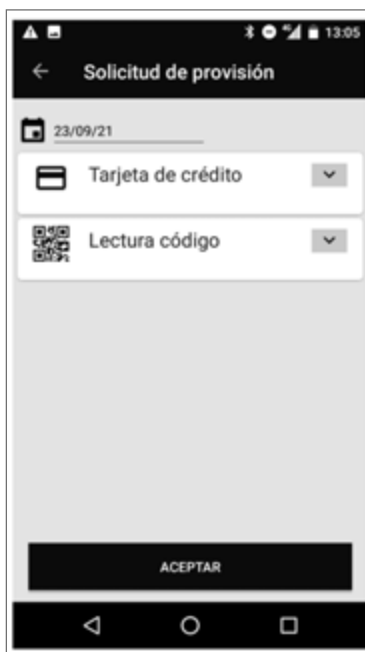 13:05
Solicitud de provisión
23/09/21
Tarjeta de crédito
Lectura código
ACEPTAR